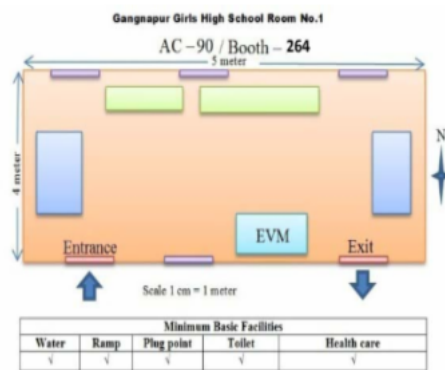 Gangnapur Girls High School Room No.1
AC –90 / Booth – 264
5 meter
4 meter
N
Entrance
EVM
Exit
Scale 1 cm = 1 meter
Minimum Basic Facilities
Water Ramp Plug point Toilet Health care
√ √ √ √ √